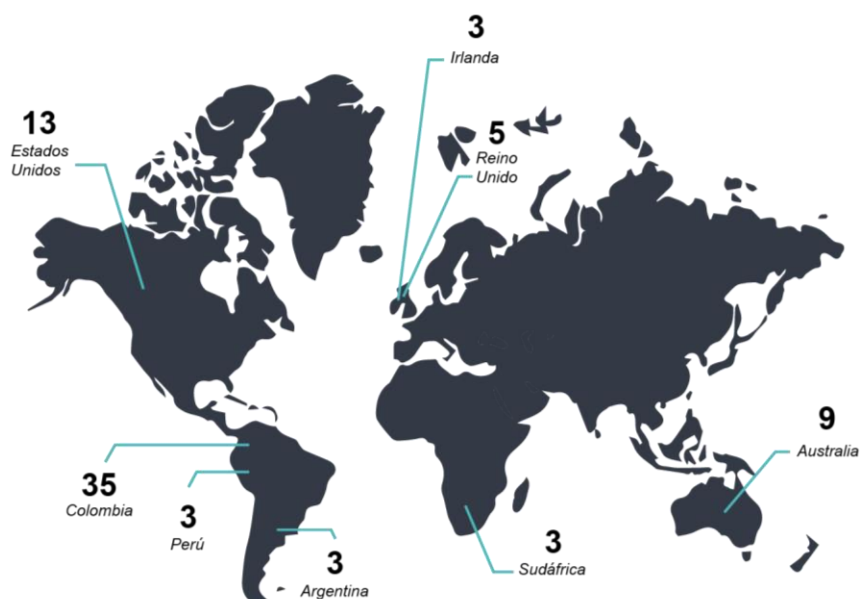 3
Irlanda
13
Estados
Unidos
5
Reino
Unido
9
Australia
35
Colombia
3
Perú
3
Argentina
3
Sudáfrica